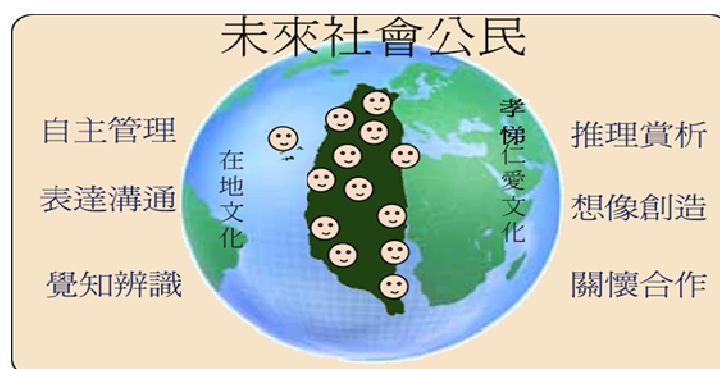 未來社會公民
自主管理
表達溝通
覺知辨識
在地文化
孝悌仁愛文化
推理賞析
想像創造
關懷合作